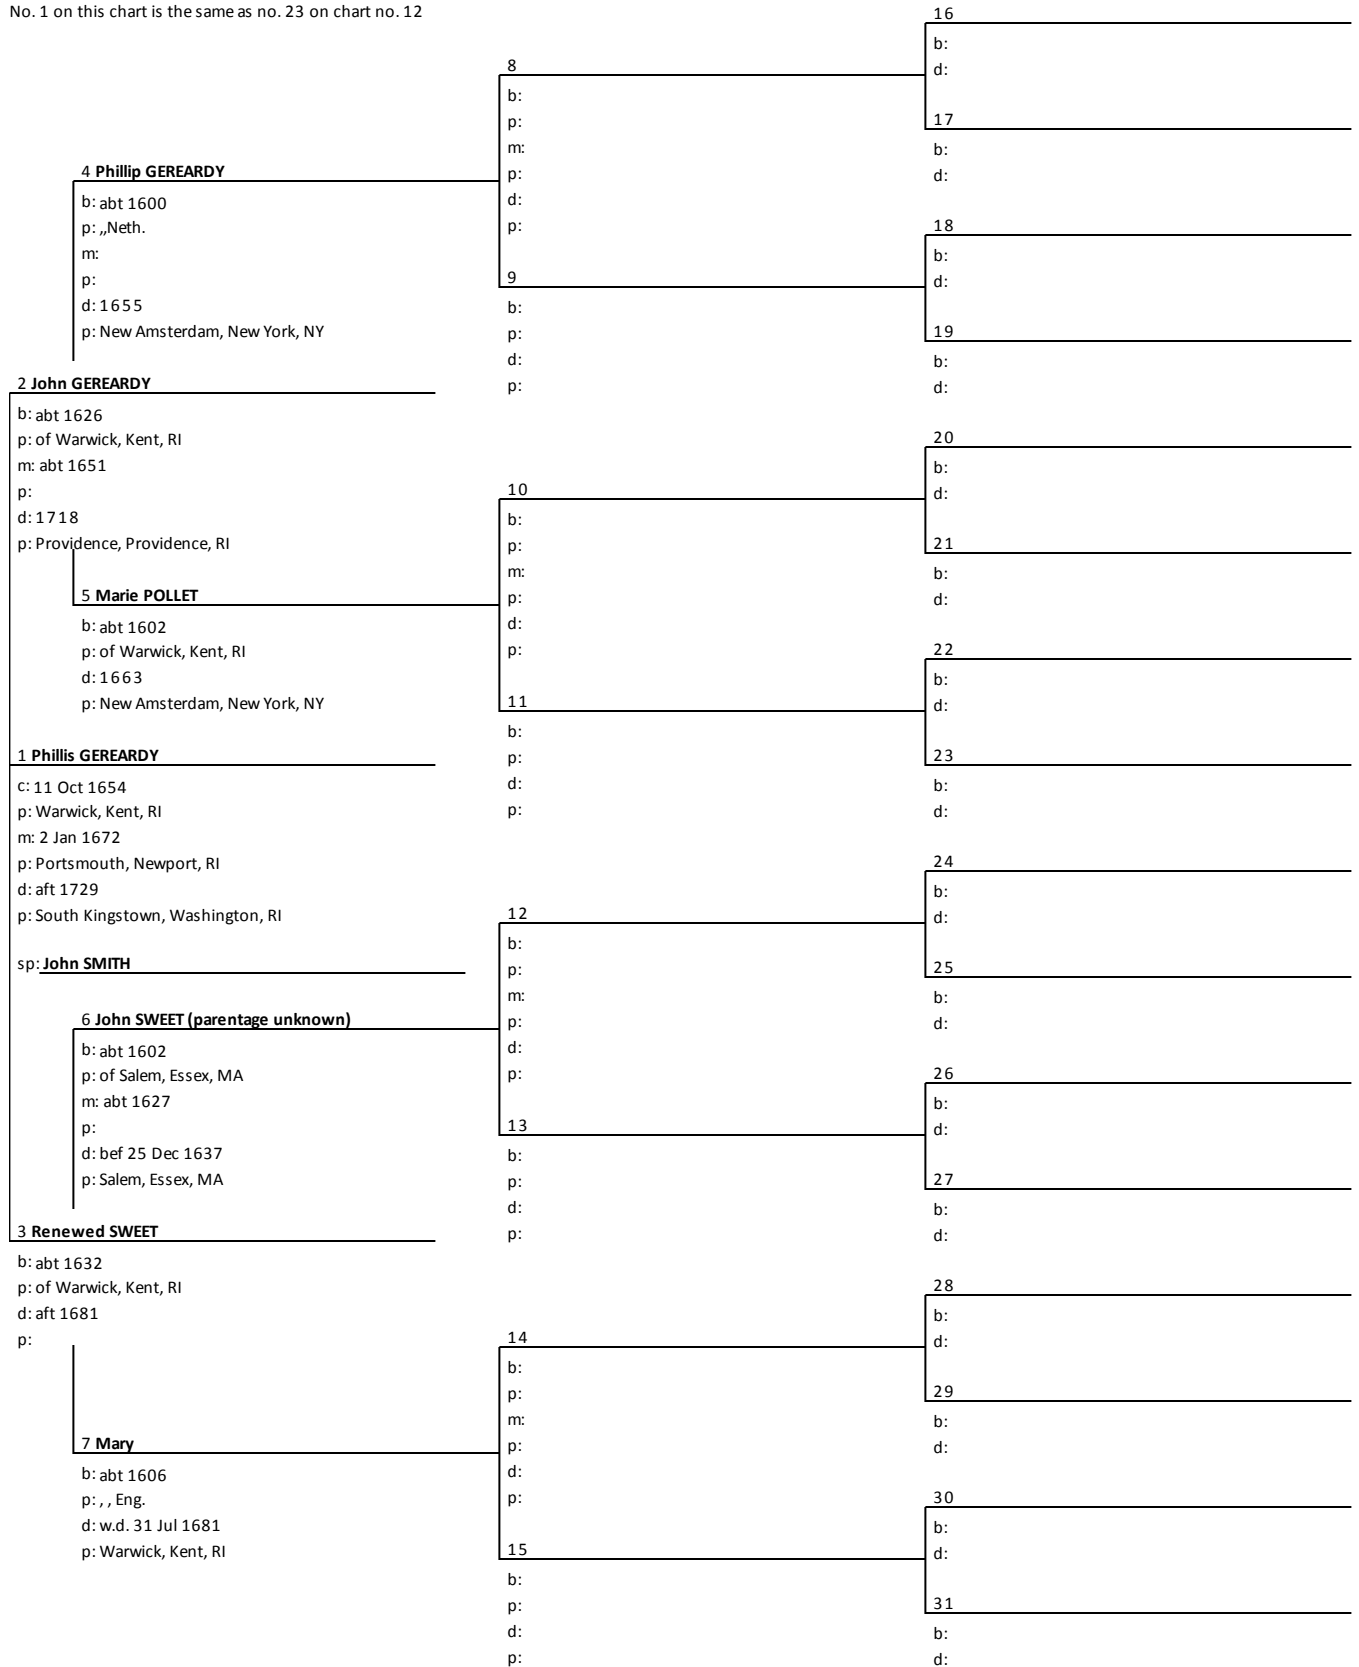 No. 1 on this chart is the same as no. 23 on chart no. 12
4 Phillip GEREARDY
b: abt 1600
p: ,,Neth.
m:
p:
d: 1655
p: New Amsterdam, New York, NY
2 John GEREARDY
b: abt 1626
p: of Warwick, Kent, RI
m: abt 1651
p:
d: 1718
p: Providence, Providence, RI
5 Marie POLLET
b: abt 1602
p: of Warwick, Kent, RI
d: 1663
p: New Amsterdam, New York, NY
1 Phillis GEREARDY
c: 11 Oct 1654
p: Warwick, Kent, RI
m: 2 Jan 1672
p: Portsmouth, Newport, RI
d: aft 1729
p: South Kingstown, Washington, RI
sp: John SMITH
6 John SWEET (parentage unknown)
b: abt 1602
p: of Salem, Essex, MA
m: abt 1627
p:
d: bef 25 Dec 1637
p: Salem, Essex, MA
3 Renewed SWEET
b: abt 1632
p: of Warwick, Kent, RI
d: aft 1681
p:
7 Mary
b: abt 1606
p: , , Eng.
d: w.d. 31 Jul 1681
p: Warwick, Kent, RI
8
b:
p:
m:
p:
d:
p:
9
b:
p:
d:
p:
10
b:
p:
m:
p:
d:
p:
11
b:
p:
d:
p:
12
b:
p:
m:
p:
d:
p:
13
b:
p:
d:
p:
14
b:
p:
m:
p:
d:
p:
15
b:
p:
d:
p:
16
b:
d:
17
b:
d:
18
b:
d:
19
b:
d:
20
b:
d:
21
b:
d:
22
b:
d:
23
b:
d:
24
b:
d:
25
b:
d:
26
b:
d:
27
b:
d:
28
b:
d:
29
b:
d:
30
b:
d:
31
b:
d: